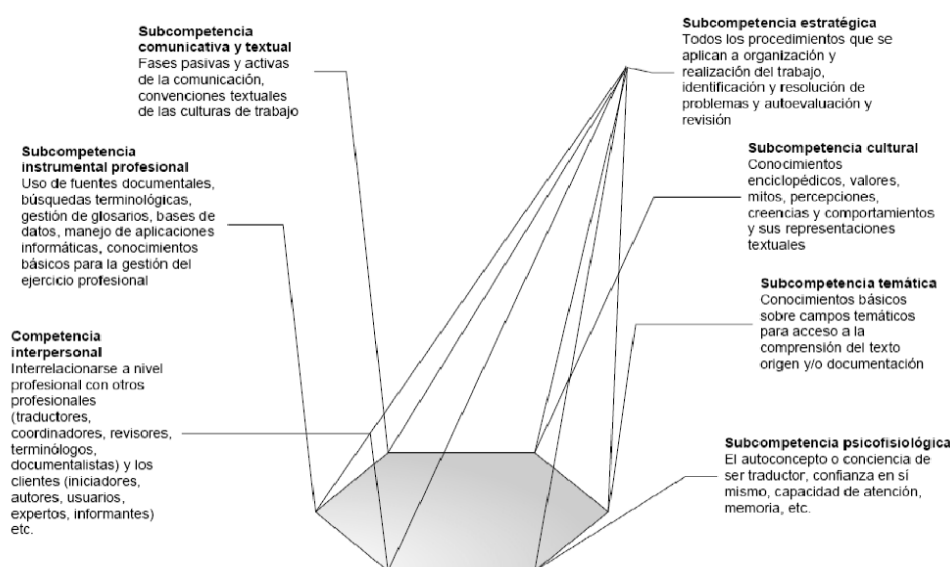 Subcompetencia
comunicativa y textual
Fases pasivas y activas
de la comunicación,
convenciones textuales
de las culturas de trabajo
Subcompetencia estratégica
Todos los procedimientos que se
aplican a organización y
realización del trabajo,
identificación y resolución de
problemas y autoevaluación y
revisión
Subcompetencia
instrumental profesional
Uso de fuentes documentales,
búsquedas terminológicas,
gestión de glosarios, bases de
datos, manejo de aplicaciones
informáticas, conocimientos
básicos para la gestión del
ejercicio profesional
Subcompetencia cultural
Conocimientos
enciclopédicos, valores,
mitos, percepciones,
creencias y comportamientos
y sus representaciones
textuales
Subcompetencia temática
Conocimientos básicos
sobre campos temáticos
para acceso a la
comprensión del texto
origen y/o documentación
Competencia
interpersonal
Interrelacionarse a nivel
profesional con otros
profesionales
(traductores,
coordinadores, revisores,
terminólogos,
documentalistas) y los
clientes (iniciadores,
autores, usuarios,
expertos, informantes)
etc.
Subcompetencia psicofisiológica
El autoconcepto o conciencia de
ser traductor, confianza en sí
mismo, capacidad de atención,
memoria, etc.